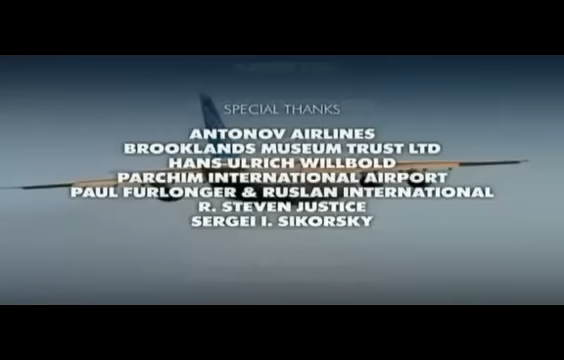 SPECIAL THANKS
ANTONOV AIRLINES
BROOKLANDS MUSEUM TRUST LTD
HANS ULRICH WILLBOLD
PARCHIM INTERNATIONAL AIRPORT
PAUL FURLONGER & RUSLAN INTERNATIONAL
R. STEVEN JUSTICE
SERGEI I. SIKORSKY